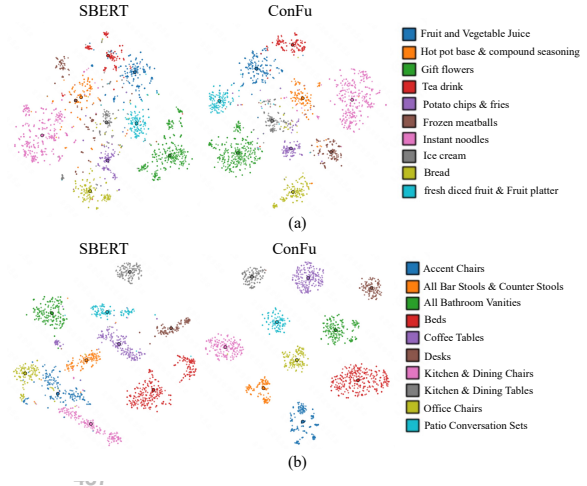 SBERT
ConFu
Fruit and Vegetable Juice
Hot pot base & compound seasoning
Gift flowers
Tea drink
Potato chips & fries
Frozen meatballs
Instant noodles
Ice cream
Bread
fresh diced fruit & Fruit platter
(a)
SBERT
ConFu
Accent Chairs
All Bar Stools & Counter Stools
All Bathroom Vanities
Beds
Coffee Tables
Desks
Kitchen & Dining Chairs
Kitchen & Dining Tables
Office Chairs
Patio Conversation Sets
(b)